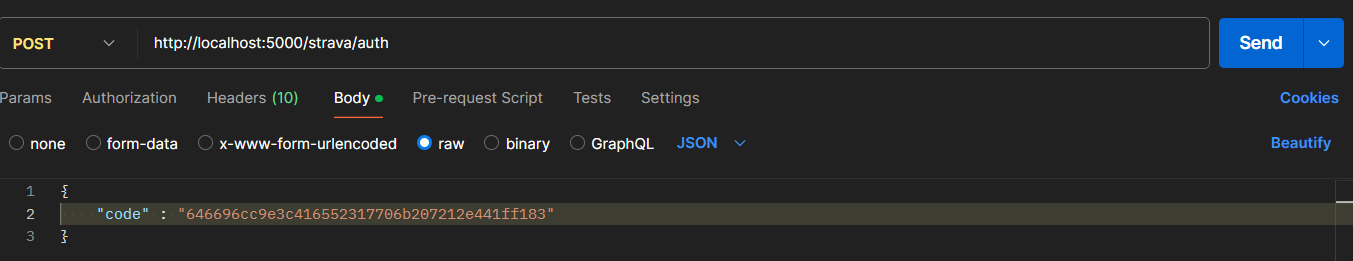 POST http://localhost:5000/strava/auth Send
Params Authorization Headers (10) Body Pre-request Script Tests Settings Cookies
none form-data x-www-form-urlencoded raw binary GraphQL JSON Beautify
1 {
2 "code" : "646696cc9e3c416552317706b207212e441ff183"
3 }